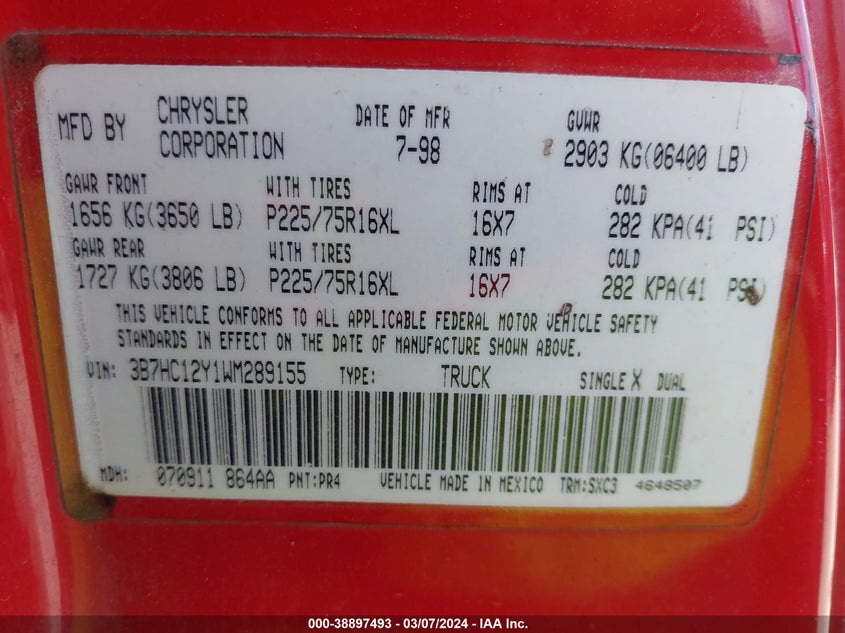 MFD BY CHRYSLER CORPORATION DATE OF MFR 7-98 GVWR 2903 KG(06400 LB)
GAWR FRONT WITH TIRES RIMS AT COLD
1656 KG(3650 LB) P225/75R16XL 16X7 282 KPA(41 PSI)
GAWR REAR WITH TIRES RIMS AT COLD
1727 KG(3806 LB) P225/75R16XL 16X7 282 KPA(41 PSI)
THIS VEHICLE CONFORMS TO ALL APPLICABLE FEDERAL MOTOR VEHICLE SAFETY
STANDARDS IN EFFECT ON THE DATE OF MANUFACTURE SHOWN ABOVE.
VIN: 3B7HC12Y1WM289155 TYPE: TRUCK SINGLE X DUAL
MDH: 070911 864AA PNT:PR4 VEHICLE MADE IN MEXICO TRM:SXC3 4648507
000-38897493 - 03/07/2024 - IAA Inc.